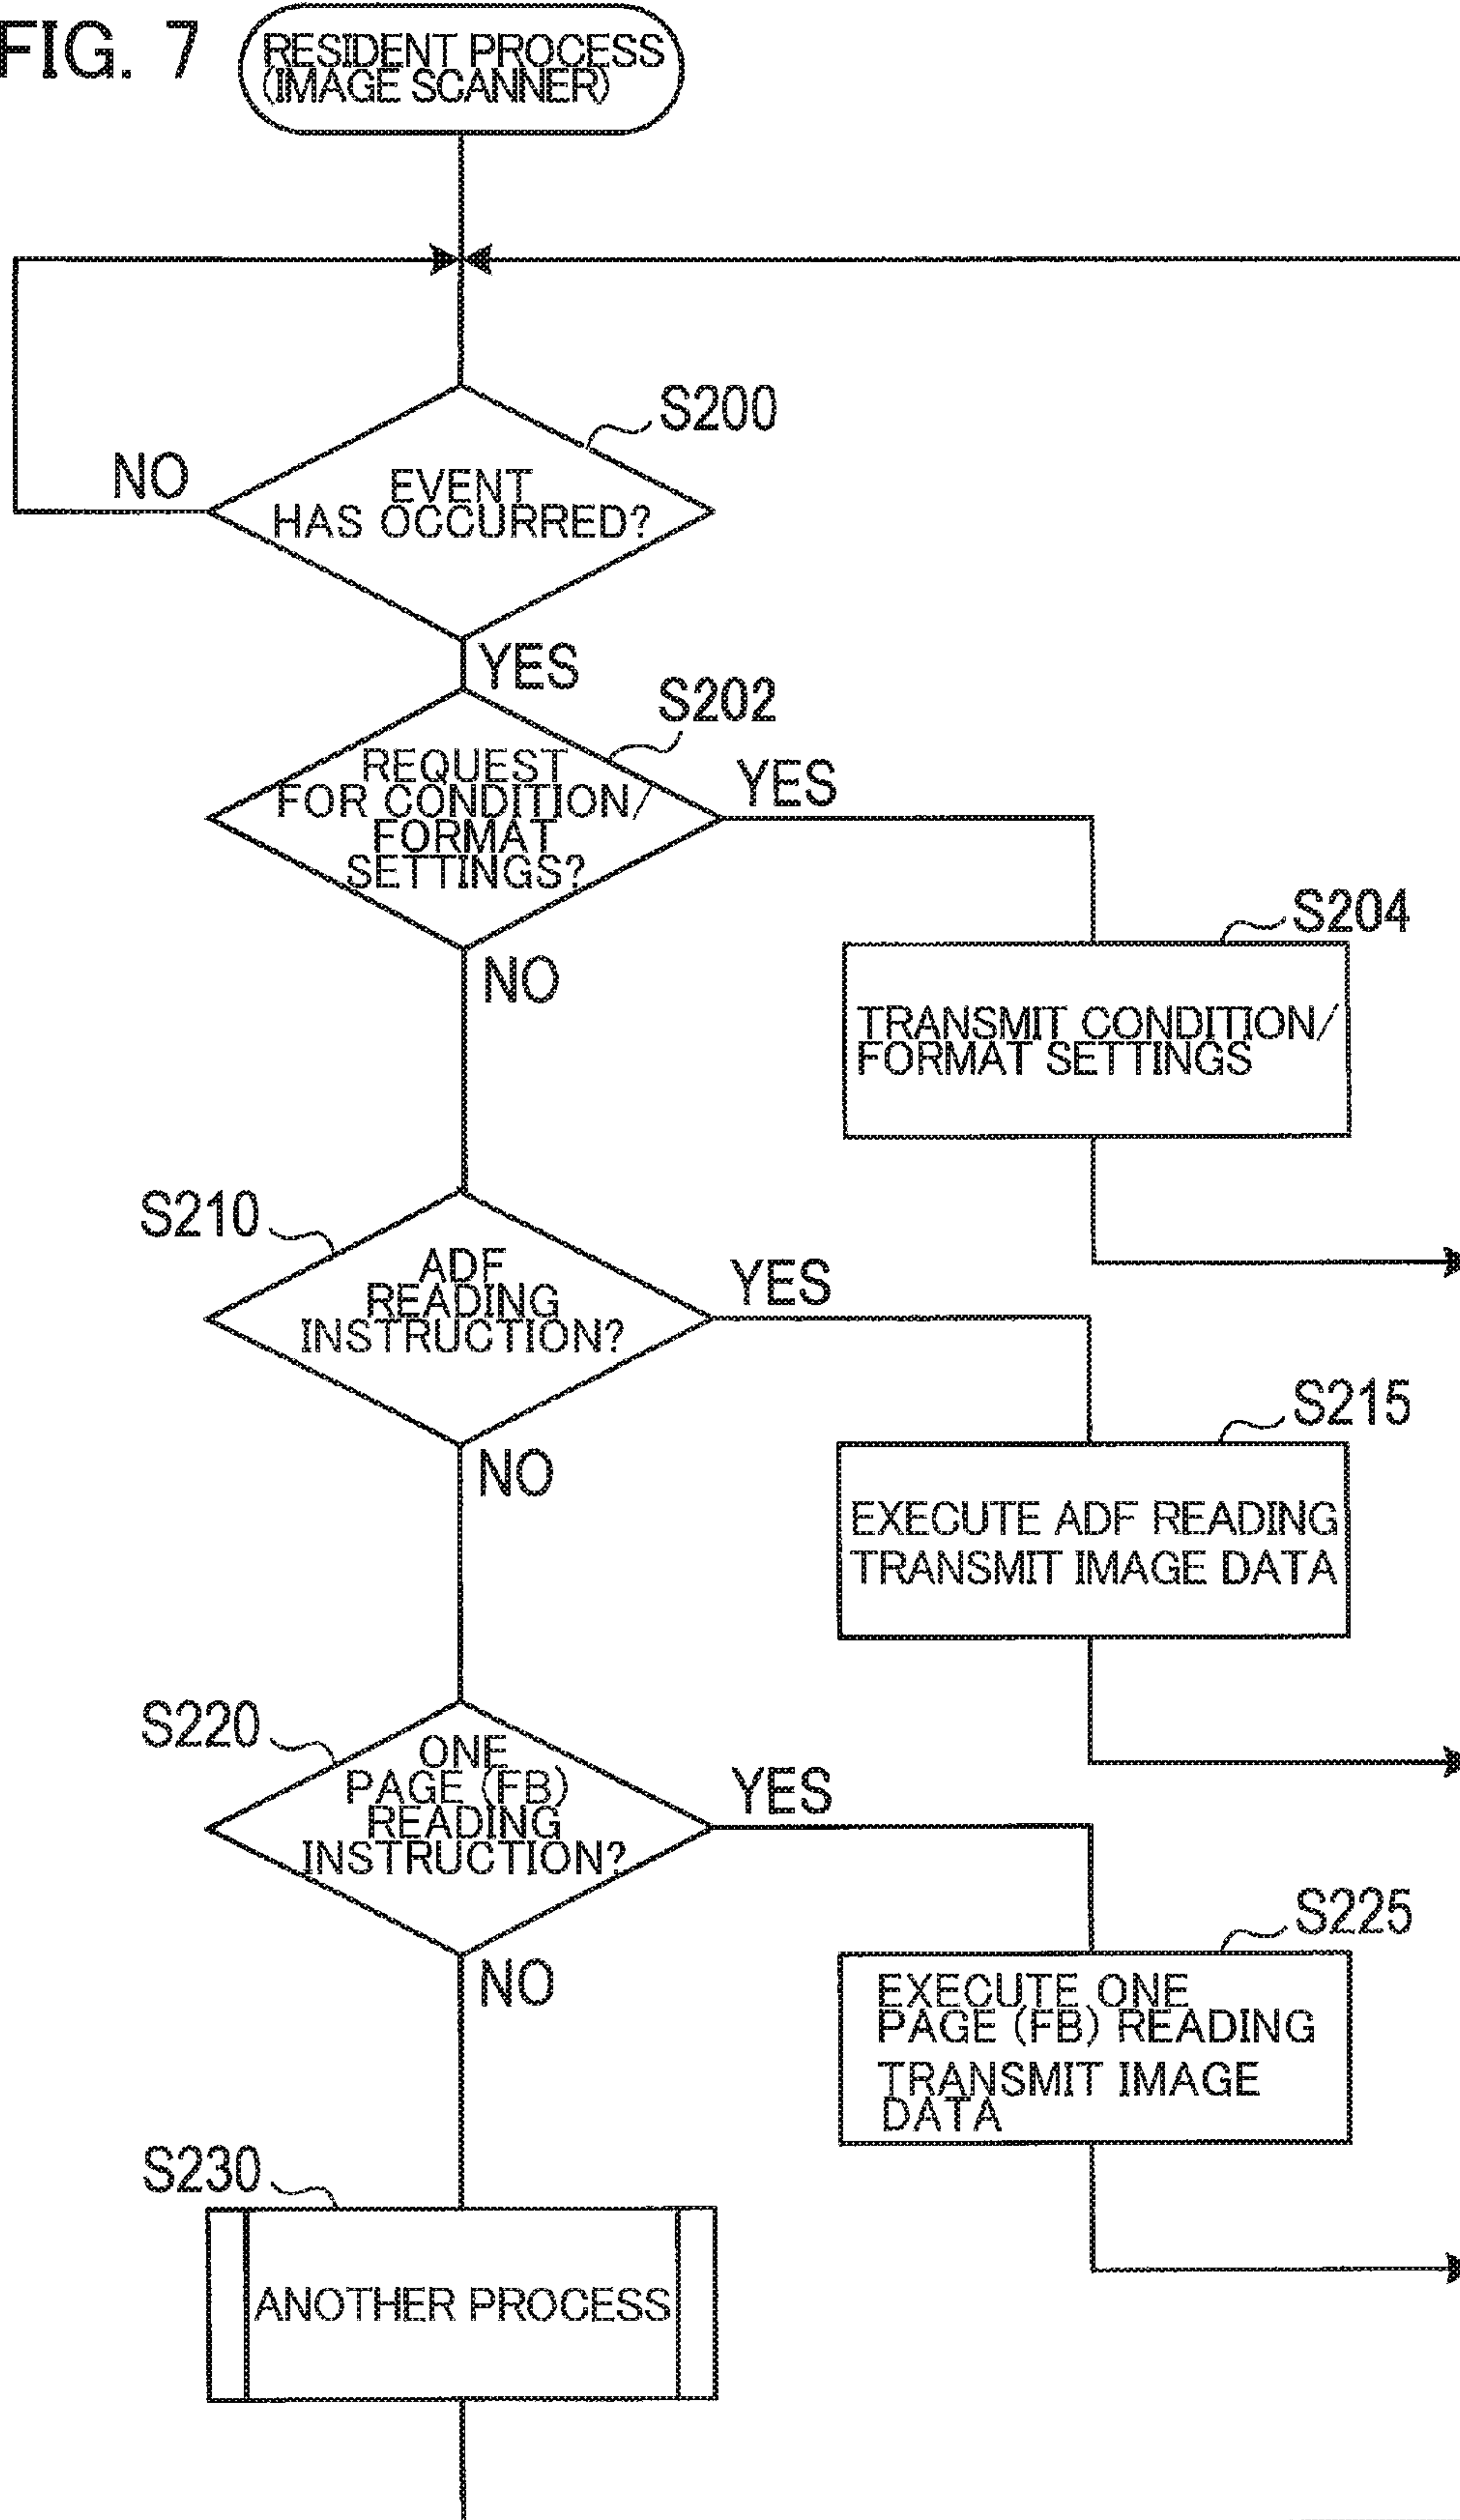 FIG. 7
RESIDENT PROCESS
(IMAGE SCANNER)
S200
NO
EVENT
HAS OCCURRED?
YES
S202
REQUEST
FOR CONDITION/
FORMAT
SETTINGS?
YES
NO
S204
TRANSMIT CONDITION/
FORMAT SETTINGS
S210
ADF
READING
INSTRUCTION?
YES
NO
S215
EXECUTE ADF READING
TRANSMIT IMAGE DATA
S220
ONE
PAGE (FB)
READING
INSTRUCTION?
YES
NO
S225
EXECUTE ONE
PAGE (FB) READING
TRANSMIT IMAGE
DATA
S230
ANOTHER PROCESS